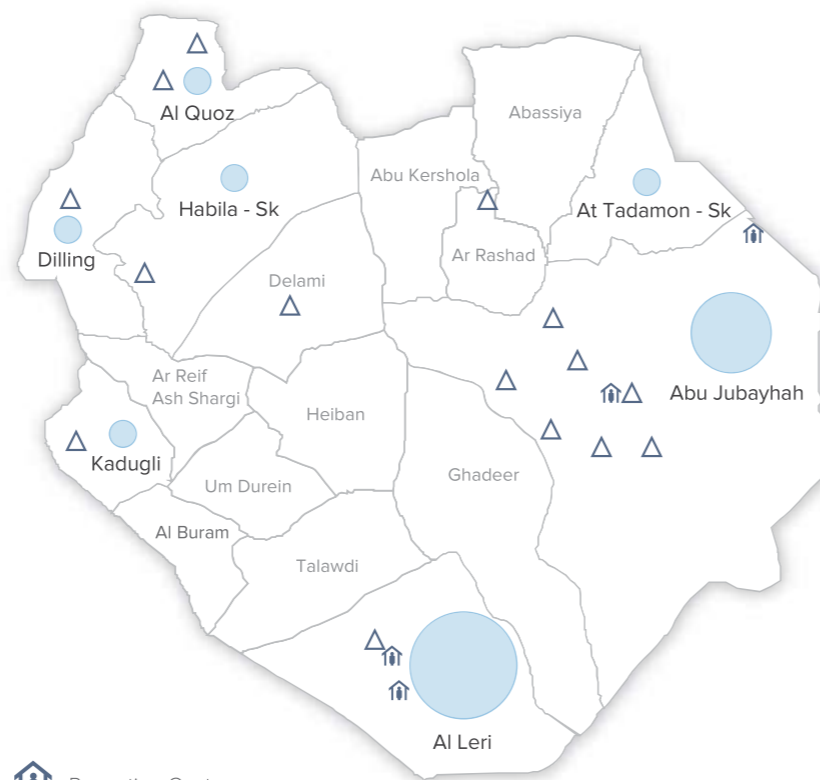 Abassiya
Al Quoz
Abu Kershola
Habila - Sk
At Tadamon - Sk
Dilling
Ar Rashad
Delami
Ar Reif
Ash Shargi
Abu Jubayhah
Heiban
Kadugli
Ghadeer
Um Durein
Al Buram
Talawdi
Al Leri